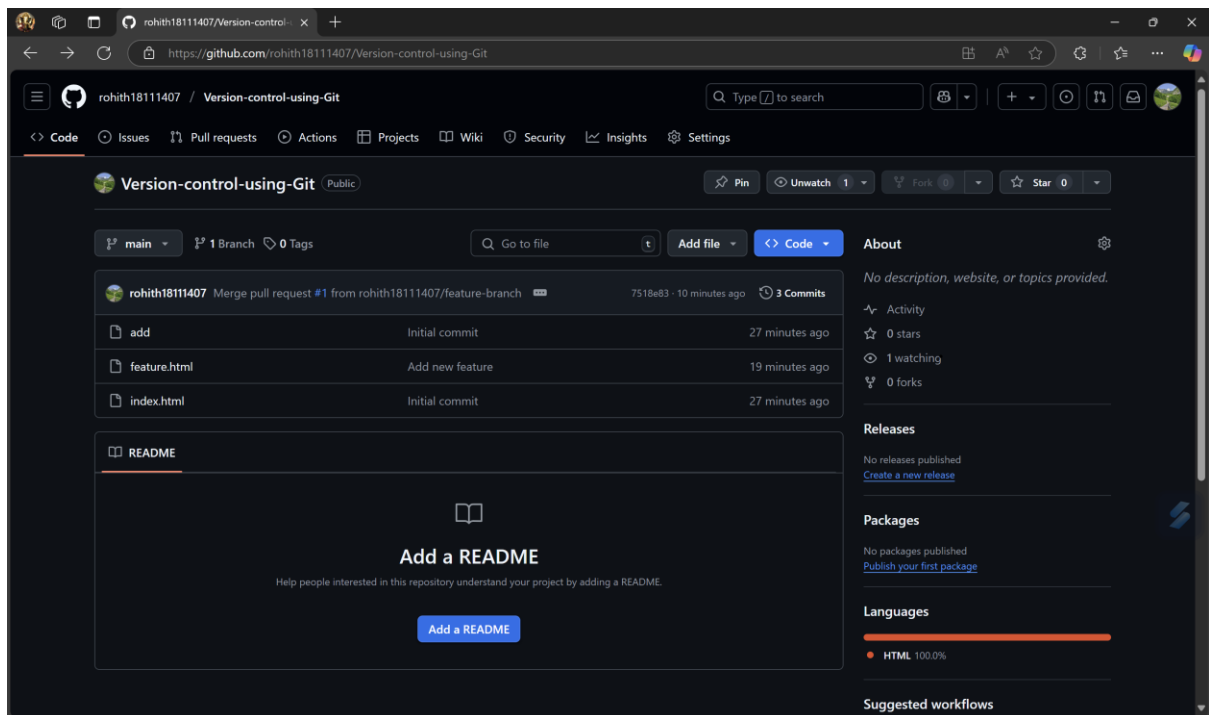 rohith18111407/Version-control-
https://github.com/rohith18111407/Version-control-using-Git
rohith18111407 / Version-control-using-Git
Type / to search
Code Issues Pull requests Actions Projects Wiki Security Insights Settings
Version-control-using-Git Public
Pin Unwatch 1 Fork 0 Star 0
main 1 Branch 0 Tags Go to file t Add file <> Code
rohith18111407 Merge pull request #1 from rohith18111407/feature-branch 7518e83 · 10 minutes ago 3 Commits
add Initial commit 27 minutes ago
feature.html Add new feature 19 minutes ago
index.html Initial commit 27 minutes ago
README
Add a README
Help people interested in this repository understand your project by adding a README.
Add a README
About
No description, website, or topics provided.
Activity
0 stars
1 watching
0 forks
Releases
No releases published
Create a new release
Packages
No packages published
Publish your first package
Languages
HTML 100.0%
Suggested workflows